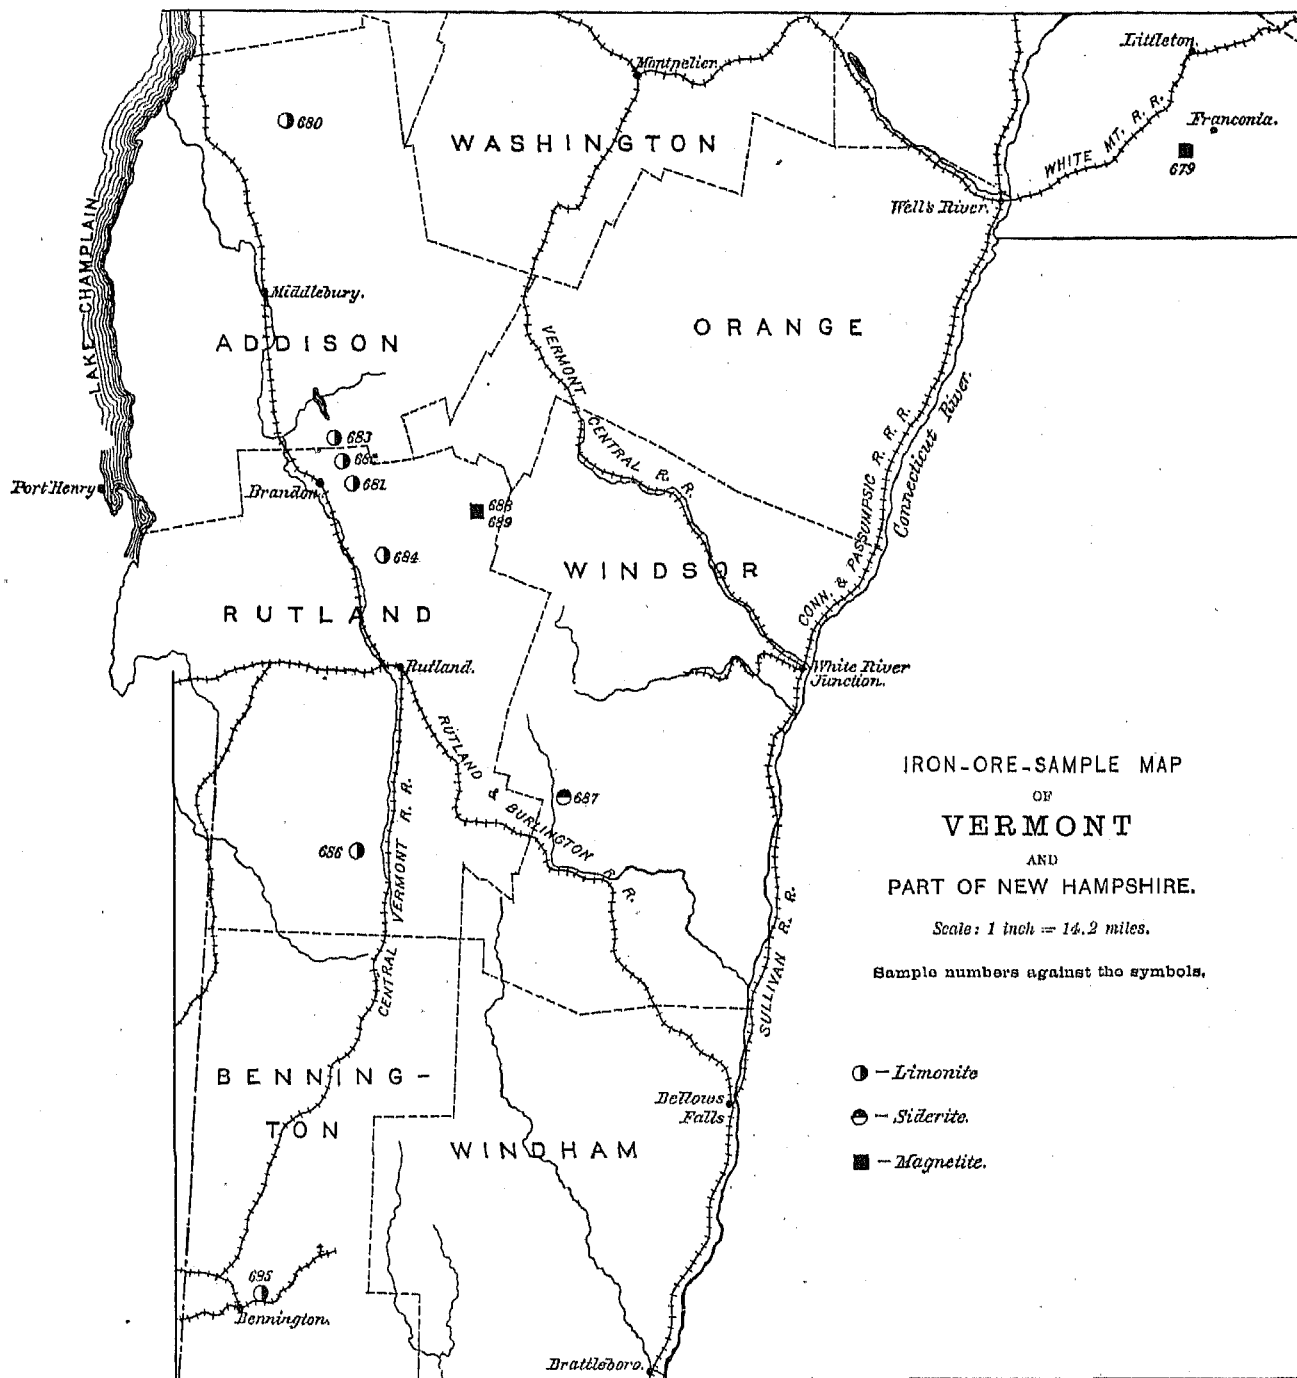 Littleton.
Montpelier.
680
Franconia.
WASHINGTON
WHITE MT. R. R.
679
Well's River.
LAKE CHAMPLAIN
Middlebury.
ORANGE
ADDISON
VERMONT CENTRAL R. R.
CONN. & PASSUMPSIC R. R. R.
Connecticut River.
683
681
Port Henry
Brandon.
688
689
684
WINDSOR
RUTLAND
Rutland.
White River
Junction.
RUTLAND & BURLINGTON R. R.
687
IRON-ORE-SAMPLE MAP
OF
VERMONT
AND
PART OF NEW HAMPSHIRE.
Scale: 1 inch = 14.2 miles.
Sample numbers against the symbols.
686
CENTRAL VERMONT R. R.
SULLIVAN R. R.
BENNING-
TON
WINDHAM
Bellows
Falls
– Limonite
– Siderite.
– Magnetite.
695
Bennington.
Brattleboro.